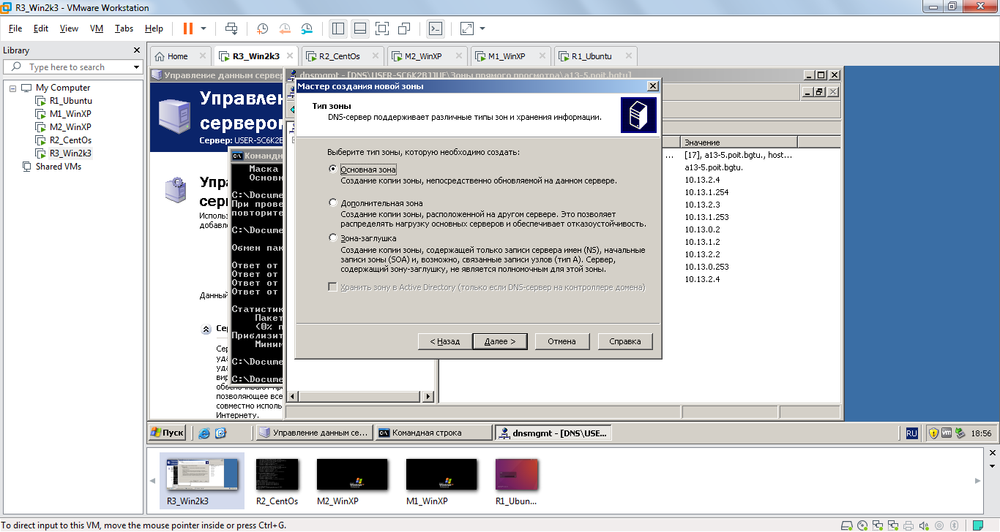 R3_Win2k3 - VMware Workstation
File Edit View VM Tabs Help
Library
Type here to search
My Computer
R1_Ubuntu
M1_WinXP
M2_WinXP
R2_CentOs
R3_Win2k3
Shared VMs
Home R3_Win2k3 R2_CentOs M2_WinXP M1_WinXP R1_Ubuntu
Управление данным сервер
dnsmgmt - [DNS\USER-SC6K2B1JUF\Зоны прямого просмотра\a13-5.poit.bgtu]
Управлен
сервером
Сервер: USER-SC6K2B
Упра
серв
Использ
добавле
Данный
Се
позволяющее все
совместно исполь
Интернету.
Командн
Маска
Основн
C:\Docume
При прове
повторите
C:\Docume
Обмен пак
Ответ от
Ответ от
Ответ от
Ответ от
Статистик
Пакет
(0% п
Приблизит
Миним
C:\Docume
C:\Docume
Мастер создания новой зоны
Тип зоны
DNS-сервер поддерживает различные типы зон и хранения информации.
Выберите тип зоны, которую необходимо создать:
Основная зона
Создание копии зоны, непосредственно обновляемой на данном сервере.
Дополнительная зона
Создание копии зоны, расположенной на другом сервере. Это позволяет
распределять нагрузку основных серверов и обеспечивает отказоустойчивость.
Зона-заглушка
Создание копии зоны, содержащей только записи сервера имен (NS), начальные
записи зоны (SOA) и, возможно, связанные записи узлов (тип A). Сервер,
содержащий зону-заглушку, не является полномочным для этой зоны.
Хранить зону в Active Directory (только если DNS-сервер на контроллере домена)
< Назад Далее > Отмена Справка
Значение
... [17], a13-5.poit.bgtu., host...
a13-5.poit.bgtu.
10.13.2.4
10.13.1.254
10.13.2.3
10.13.1.253
10.13.0.2
10.13.1.2
10.13.2.2
10.13.0.253
10.13.2.4
Пуск Управление данным се... Командная строка dnsmgmt - [DNS\USE... RU 18:56
R3_Win2k3 R2_CentOs M2_WinXP M1_WinXP R1_Ubun...
To direct input to this VM, move the mouse pointer inside or press Ctrl+G.